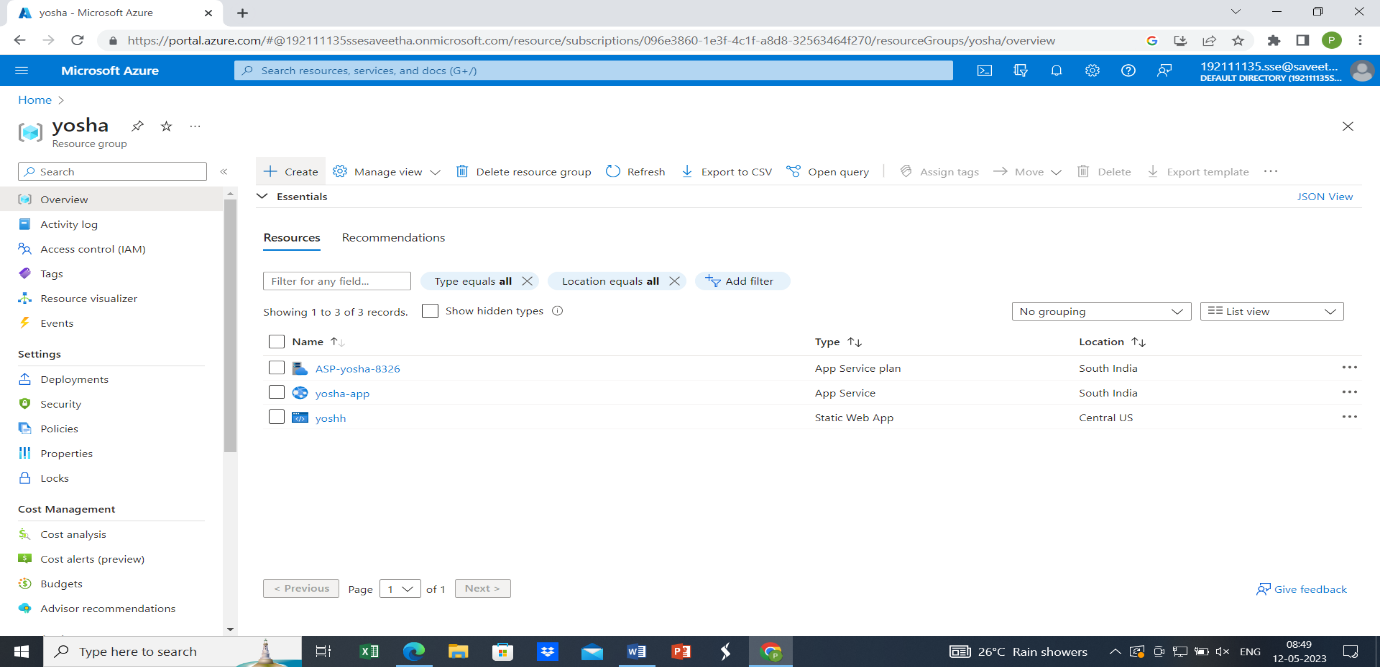 yosha - Microsoft Azure
https://portal.azure.com/#@192111135ssesaveetha.onmicrosoft.com/resource/subscriptions/096e3860-1e3f-4c1f-a8d8-32563464f270/resourceGroups/yosha/overview
P
Microsoft Azure
Search resources, services, and docs (G+/)
192111135.sse@saveet...
DEFAULT DIRECTORY (192111135S...
Home >
yosha
Resource group
Search
«
Create
Manage view
Delete resource group
Refresh
Export to CSV
Open query
Assign tags
Move
Delete
Export template
Overview
Activity log
Access control (IAM)
Tags
Resource visualizer
Events
Settings
Deployments
Security
Policies
Properties
Locks
Cost Management
Cost analysis
Cost alerts (preview)
Budgets
Advisor recommendations
Essentials
JSON View
Resources Recommendations
Filter for any field...
Type equals all
Location equals all
Add filter
Showing 1 to 3 of 3 records.
Show hidden types
No grouping
List view
Name Type Location
ASP-yosha-8326 App Service plan South India
yosha-app App Service South India
yoshh Static Web App Central US
< Previous Page 1 of 1 Next >
Give feedback
Type here to search
26°C Rain showers
ENG
08:49
12-05-2023